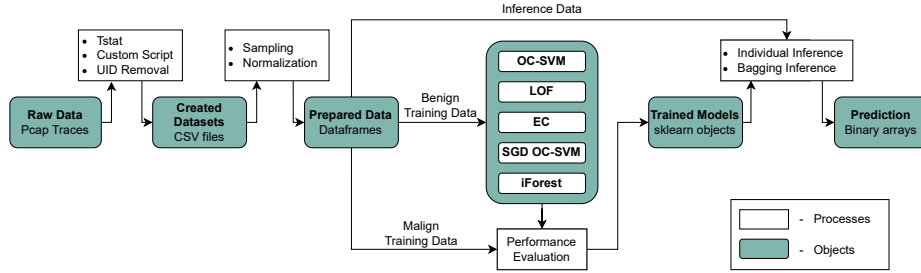 Inference Data
• Tstat
• Custom Script
• UID Removal
• Sampling
• Normalization
• Individual Inference
• Bagging Inference
OC-SVM
LOF
EC
SGD OC-SVM
iForest
Raw Data
Pcap Traces
Created
Datasets
CSV files
Prepared Data
Dataframes
Benign
Training Data
Trained Models
sklearn objects
Prediction
Binary arrays
Malign
Training Data
Performance
Evaluation
- Processes
- Objects